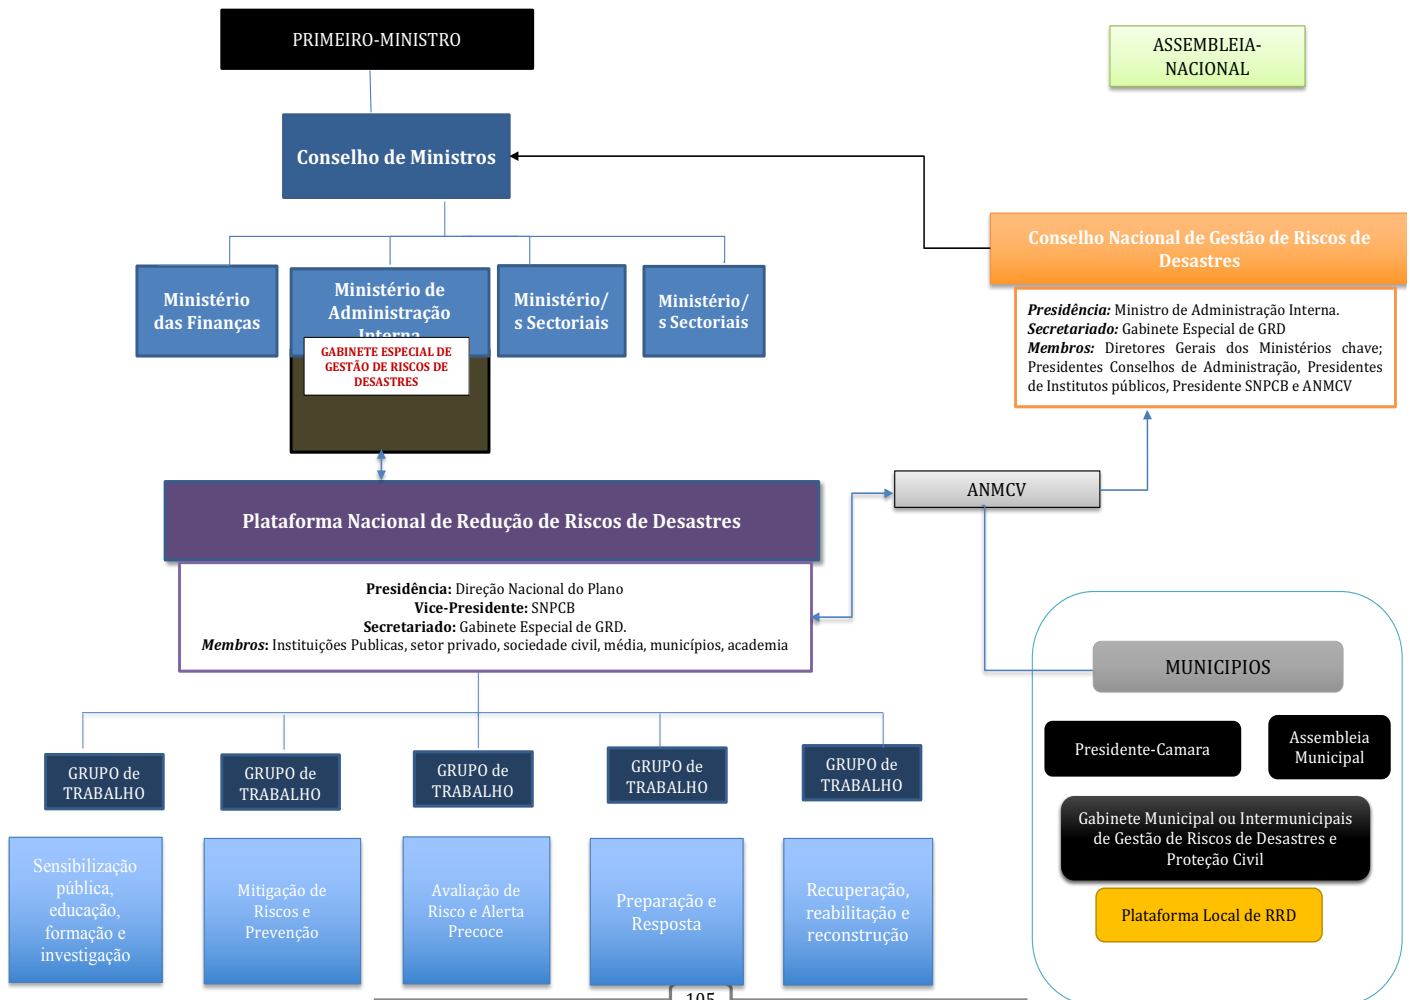 PRIMEIRO-MINISTRO
ASSEMBLEIA-
NACIONAL
Conselho de Ministros
Conselho Nacional de Gestão de Riscos de
Desastres
Presidência: Ministro de Administração Interna.
Secretariado: Gabinete Especial de GRD
Membros: Diretores Gerais dos Ministérios chave;
Presidentes Conselhos de Administração, Presidentes
de Institutos públicos, Presidente SNPCB e ANMCV
Ministério
das Finanças
Ministério de
Administração
Interna
GABINETE ESPECIAL DE
GESTÃO DE RISCOS DE
DESASTRES
Ministério/
s Sectoriais
Ministério/
s Sectoriais
ANMCV
Plataforma Nacional de Redução de Riscos de Desastres
Presidência: Direção Nacional do Plano
Vice-Presidente: SNPCB
Secretariado: Gabinete Especial de GRD.
Membros: Instituições Publicas, setor privado, sociedade civil, média, municípios, academia
MUNICIPIOS
Presidente-Camara
Assembleia
Municipal
Gabinete Municipal ou Intermunicipais
de Gestão de Riscos de Desastres e
Proteção Civil
Plataforma Local de RRD
GRUPO de
TRABALHO
GRUPO de
TRABALHO
GRUPO de
TRABALHO
GRUPO de
TRABALHO
GRUPO de
TRABALHO
Sensibilização
pública,
educação,
formação e
investigação
Mitigação de
Riscos e
Prevenção
Avaliação de
Risco e Alerta
Precoce
Preparação e
Resposta
Recuperação,
reabilitação e
reconstrução
105